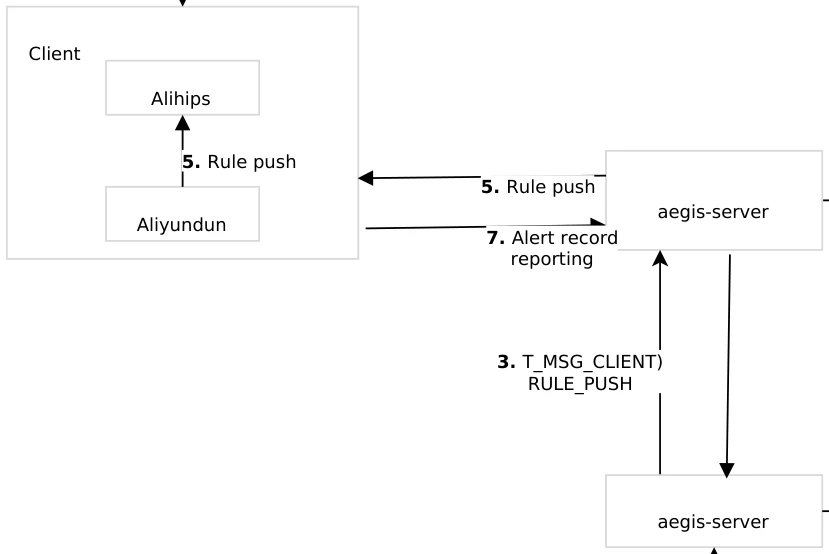 Client
Alihips
5. Rule push
Aliyundun
5. Rule push
aegis-server
7. Alert record
reporting
3. T_MSG_CLIENT)
RULE_PUSH
aegis-server